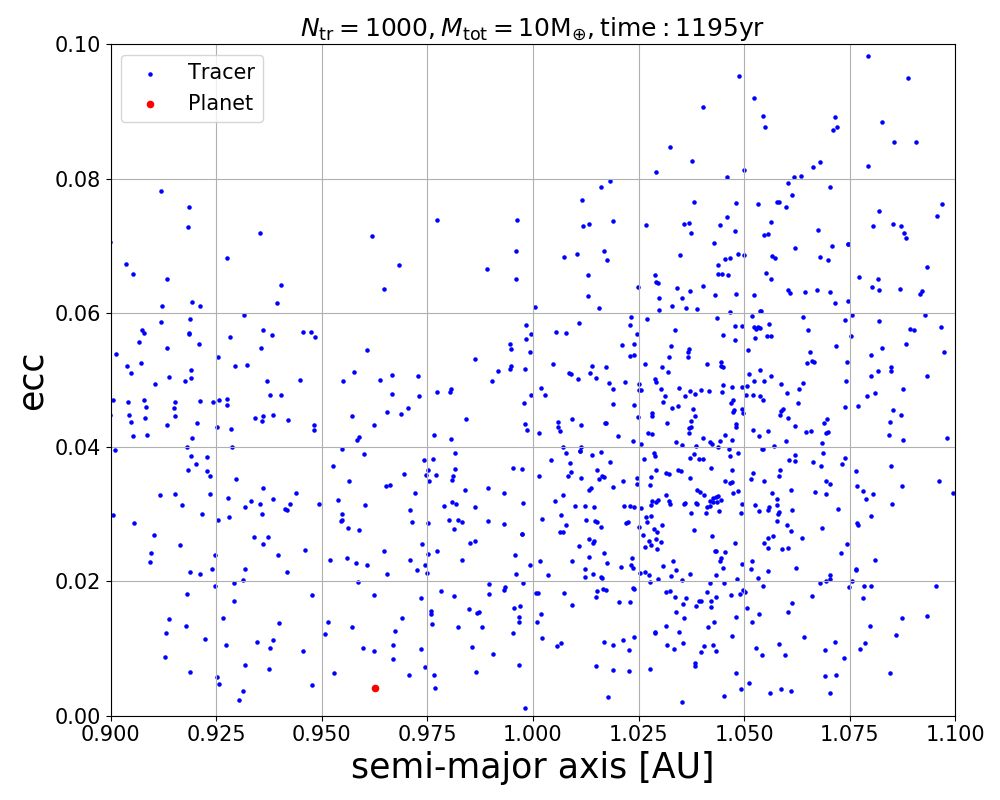 N_tr = 1000, M_tot = 10M_⊕, time : 1195yr
Tracer
Planet
0.10
0.08
0.06
0.04
0.02
0.00
ecc
0.900 0.925 0.950 0.975 1.000 1.025 1.050 1.075 1.100
semi-major axis [AU]